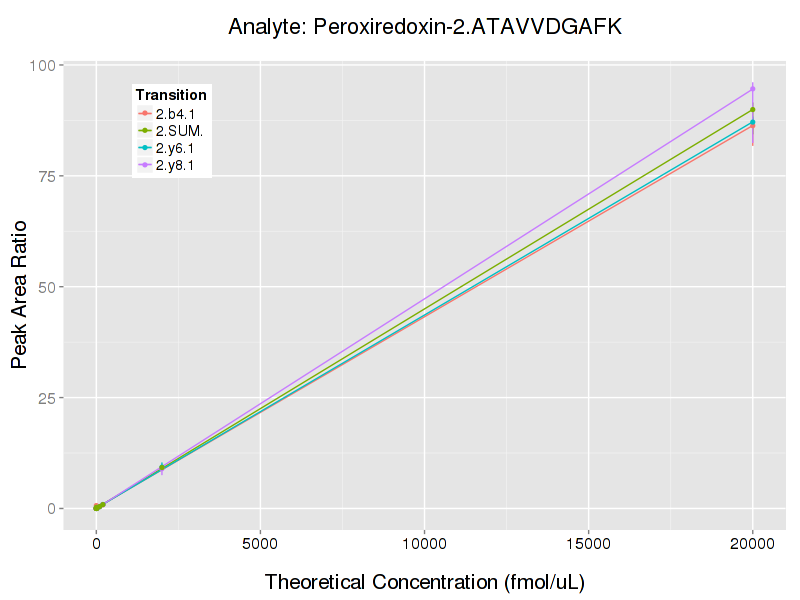 Analyte: Peroxiredoxin-2.ATAVVDGAFK
100
75
50
25
0
Peak Area Ratio
Transition
2.b4.1
2.SUM.
2.y6.1
2.y8.1
0
5000
10000
15000
20000
Theoretical Concentration (fmol/uL)